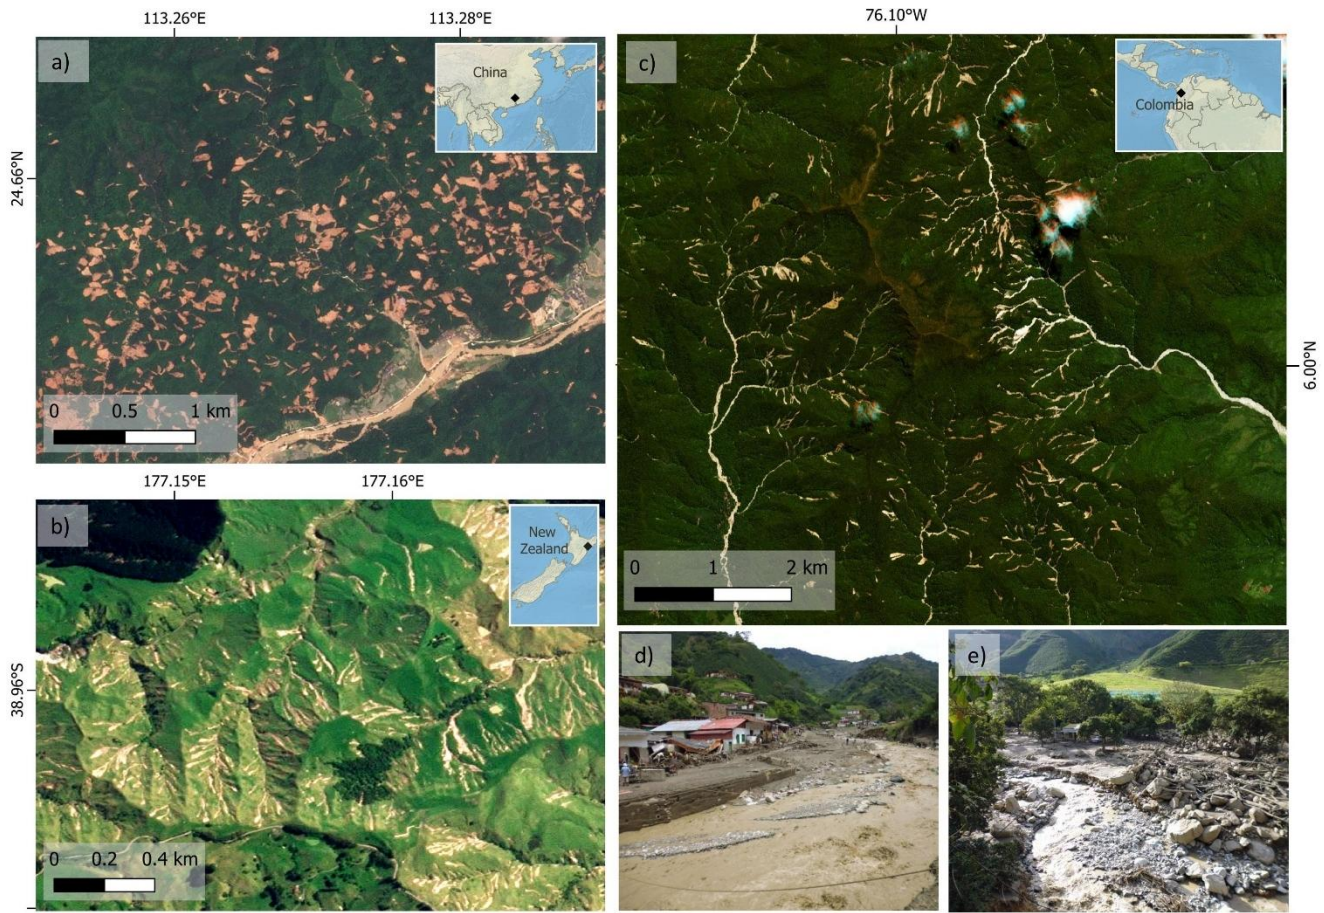 113.26°E
113.28°E
76.10°W
a)
China
24.66°N
0 0.5 1 km
c)
Colombia
6.00°N
0 1 2 km
177.15°E
177.16°E
b)
New
Zealand
38.96°S
0 0.2 0.4 km
d)
e)